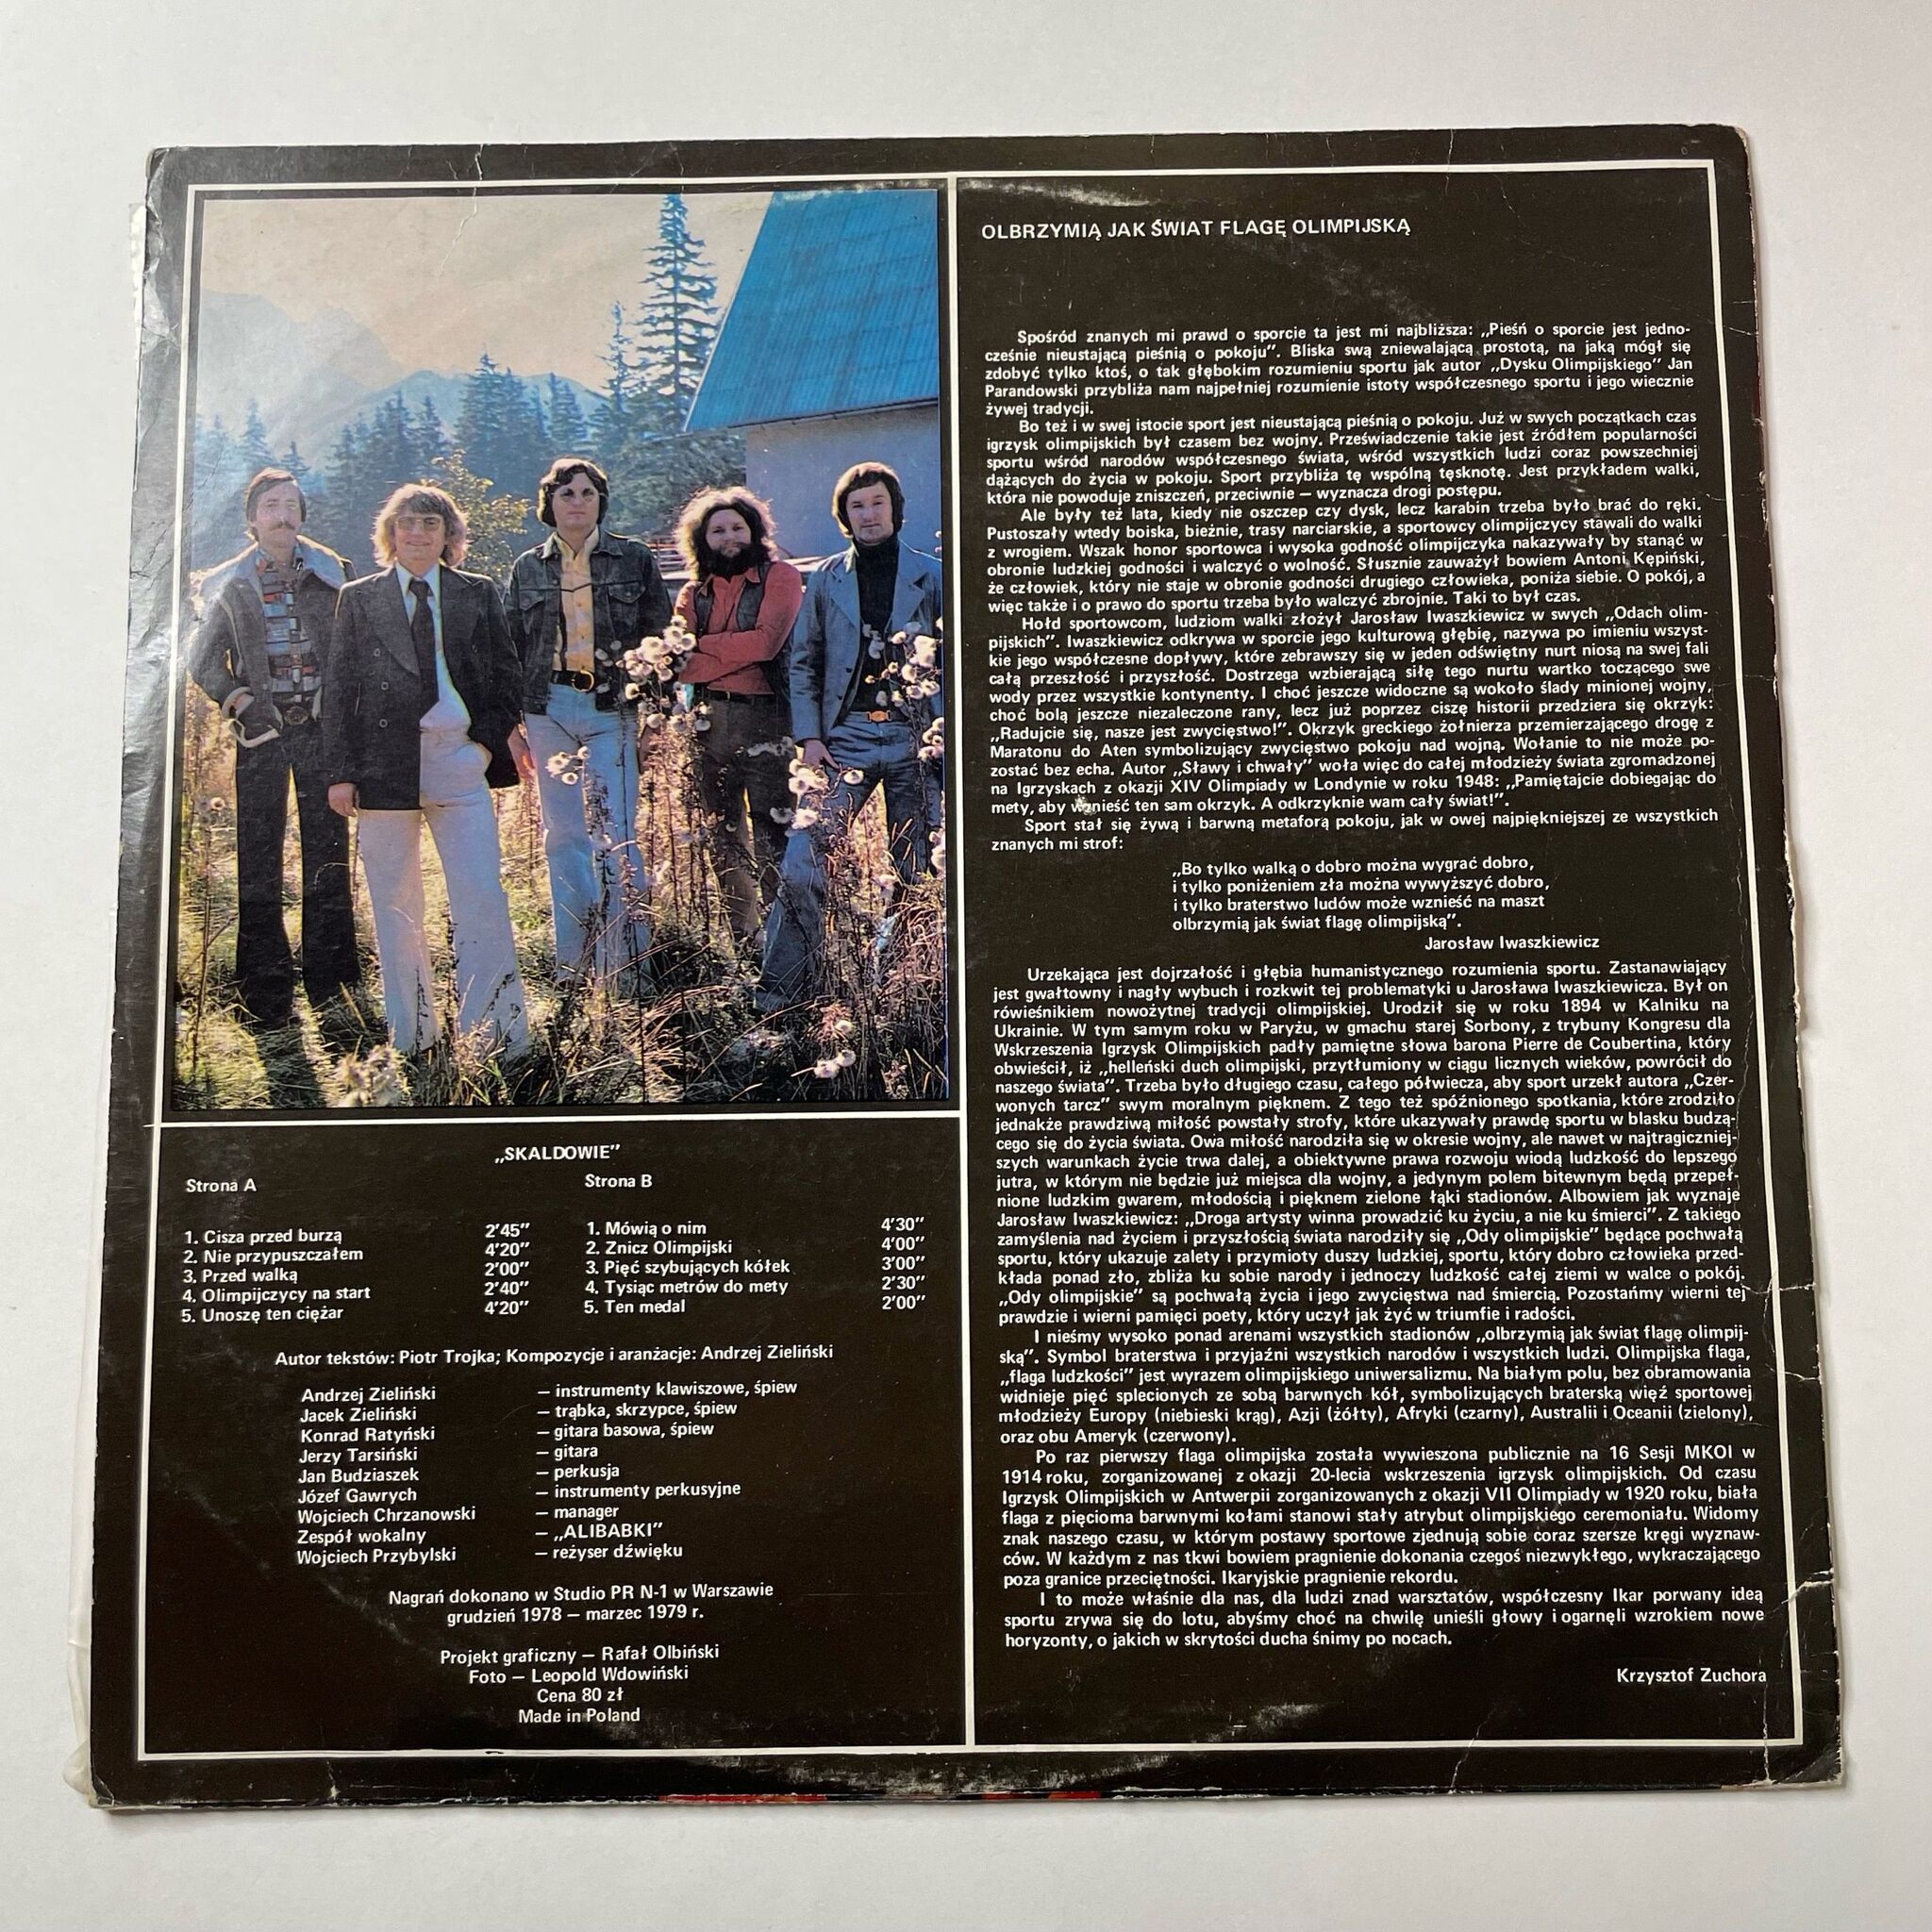 OLBRZYMIĄ JAK ŚWIAT FLAGĘ OLIMPIJSKĄ
Spośród znanych mi prawd o sporcie ta jest mi najbliższa: „Pieśń o sporcie jest jedno-
cześnie nieustającą pieśnią o pokoju”. Bliska swą zniewalającą prostotą, na jaką mógł się
zdobyć tylko ktoś, o tak głębokim rozumieniu sportu jak autor „Dysku Olimpijskiego” Jan
Parandowski przybliża nam najpełniej rozumienie istoty współczesnego sportu i jego wiecznie
żywej tradycji.
Bo też i w swej istocie sport jest nieustającą pieśnią o pokoju. Już w swych początkach czas
igrzysk olimpijskich był czasem bez wojny. Przeświadczenie takie jest źródłem popularności
sportu wśród narodów współczesnego świata, wśród wszystkich ludzi coraz powszechniej
dążących do życia w pokoju. Sport przybliża tę wspólną tęsknotę. Jest przykładem walki,
która nie powoduje zniszczeń, przeciwnie — wyznacza drogi postępu.
Ale były też lata, kiedy nie oszczep czy dysk, lecz karabin trzeba było brać do ręki.
Pustoszały wtedy boiska, bieżnie, trasy narciarskie, a sportowcy olimpijczycy stawali do walki
z wrogiem. Wszak honor sportowca i wysoka godność olimpijczyka nakazywały by stanąć w
obronie ludzkiej godności i walczyć o wolność. Słusznie zauważył bowiem Antoni Kępiński,
że człowiek, który nie staje w obronie godności drugiego człowieka, poniża siebie. O pokój, a
więc także i o prawo do sportu trzeba było walczyć zbrojnie. Taki to był czas.
Hołd sportowcom, ludziom walki złożył Jarosław Iwaszkiewicz w swych „Odach olim-
pijskich”. Iwaszkiewicz odkrywa w sporcie jego kulturową głębię, nazywa po imieniu wszyst-
kie jego współczesne dopływy, które zebrawszy się w jeden odświętny nurt niosą na swej fali
całą przeszłość i przyszłość. Dostrzega wzbierającą siłę tego nurtu wartko toczącego swe
wody przez wszystkie kontynenty. I choć jeszcze widoczne są wokoło ślady minionej wojny,
choć bolą jeszcze niezaleczone rany, lecz już poprzez ciszę historii przedziera się okrzyk:
„Radujcie się, nasze jest zwycięstwo!”. Okrzyk greckiego żołnierza przemierzającego drogę z
Maratonu do Aten symbolizujący zwycięstwo pokoju nad wojną. Wołanie to nie może po-
zostać bez echa. Autor „Sławy i chwały” woła więc do całej młodzieży świata zgromadzonej
na Igrzyskach z okazji XIV Olimpiady w Londynie w roku 1948: „Pamiętajcie dobiegając do
mety, aby wznieść ten sam okrzyk. A odkrzyknie wam cały świat!”.
Sport stał się żywą i barwną metaforą pokoju, jak w owej najpiękniejszej ze wszystkich
znanych mi strof:
„Bo tylko walką o dobro można wygrać dobro,
i tylko poniżeniem zła można wywyższyć dobro,
i tylko braterstwo ludów może wznieść na maszt
olbrzymią jak świat flagę olimpijską”.
Jarosław Iwaszkiewicz
Urzekająca jest dojrzałość i głębia humanistycznego rozumienia sportu. Zastanawiający
jest gwałtowny i nagły wybuch i rozkwit tej problematyki u Jarosława Iwaszkiewicza. Był on
rówieśnikiem nowożytnej tradycji olimpijskiej. Urodził się w roku 1894 w Kalniku na
Ukrainie. W tym samym roku w Paryżu, w gmachu starej Sorbony, z trybuny Kongresu dla
Wskrzeszenia Igrzysk Olimpijskich padły pamiętne słowa barona Pierre de Coubertina, który
obwieścił, iż „helleński duch olimpijski, przytłumiony w ciągu licznych wieków, powrócił do
naszego świata”. Trzeba było długiego czasu, całego półwiecza, aby sport urzekł autora „Czer-
wonych tarcz” swym moralnym pięknem. Z tego też spóźnionego spotkania, które zrodziło
jednakże prawdziwą miłość powstały strofy, które ukazywały prawdę sportu w blasku budzą-
cego się do życia świata. Owa miłość narodziła się w okresie wojny, ale nawet w najtragiczniej-
szych warunkach życie trwa dalej, a obiektywne prawa rozwoju wiodą ludzkość do lepszego
jutra, w którym nie będzie już miejsca dla wojny, a jedynym polem bitewnym będą przepeł-
nione ludzkim gwarem, młodością i pięknem zielone łąki stadionów. Albowiem jak wyznaje
Jarosław Iwaszkiewicz: „Droga artysty winna prowadzić ku życiu, a nie ku śmierci”. Z takiego
zamyślenia nad życiem i przyszłością świata narodziły się „Ody olimpijskie” będące pochwałą
sportu, który ukazuje zalety i przymioty duszy ludzkiej, sportu, który dobro człowieka przed-
kłada ponad zło, zbliża ku sobie narody i jednoczy ludzkość całej ziemi w walce o pokój.
„Ody olimpijskie” są pochwałą życia i jego zwycięstwa nad śmiercią. Pozostańmy wierni tej
prawdzie i wierni pamięci poety, który uczył jak żyć w triumfie i radości.
I nieśmy wysoko ponad arenami wszystkich stadionów „olbrzymią jak świat flagę olimpij-
ską”. Symbol braterstwa i przyjaźni wszystkich narodów i wszystkich ludzi. Olimpijska flaga,
„flaga ludzkości” jest wyrazem olimpijskiego uniwersalizmu. Na białym polu, bez obramowania
widnieje pięć splecionych ze sobą barwnych kół, symbolizujących braterską więź sportowej
młodzieży Europy (niebieski krąg), Azji (żółty), Afryki (czarny), Australii i Oceanii (zielony),
oraz obu Ameryk (czerwony).
Po raz pierwszy flaga olimpijska została wywieszona publicznie na 16 Sesji MKOl w
1914 roku, zorganizowanej z okazji 20-lecia wskrzeszenia igrzysk olimpijskich. Od czasu
Igrzysk Olimpijskich w Antwerpii zorganizowanych z okazji VII Olimpiady w 1920 roku, biała
flaga z pięcioma barwnymi kołami stanowi stały atrybut olimpijskiego ceremoniału. Widomy
znak naszego czasu, w którym postawy sportowe zjednują sobie coraz szersze kręgi wyznaw-
ców. W każdym z nas tkwi bowiem pragnienie dokonania czegoś niezwykłego, wykraczającego
poza granice przeciętności. Ikaryjskie pragnienie rekordu.
I to może właśnie dla nas, dla ludzi znad warsztatów, współczesny Ikar porwany ideą
sportu zrywa się do lotu, abyśmy choć na chwilę unieśli głowy i ogarnęli wzrokiem nowe
horyzonty, o jakich w skrytości ducha śnimy po nocach.
Krzysztof Zuchora
„SKALDOWIE”
Strona A
1. Cisza przed burzą 2’45”
2. Nie przypuszczałem 4’20”
3. Przed walką 2’00”
4. Olimpijczycy na start 2’40”
5. Unoszę ten ciężar 4’20”
Strona B
1. Mówią o nim 4’30”
2. Znicz Olimpijski 4’00”
3. Pięć szybujących kółek 3’00”
4. Tysiąc metrów do mety 2’30”
5. Ten medal 2’00”
Autor tekstów: Piotr Trojka; Kompozycje i aranżacje: Andrzej Zieliński
Andrzej Zieliński — instrumenty klawiszowe, śpiew
Jacek Zieliński — trąbka, skrzypce, śpiew
Konrad Ratyński — gitara basowa, śpiew
Jerzy Tarsiński — gitara
Jan Budziaszek — perkusja
Józef Gawrych — instrumenty perkusyjne
Wojciech Chrzanowski — manager
Zespół wokalny — „ALIBABKI”
Wojciech Przybylski — reżyser dźwięku
Nagrań dokonano w Studio PR N-1 w Warszawie
grudzień 1978 — marzec 1979 r.
Projekt graficzny — Rafał Olbiński
Foto — Leopold Wdowiński
Cena 80 zł
Made in Poland